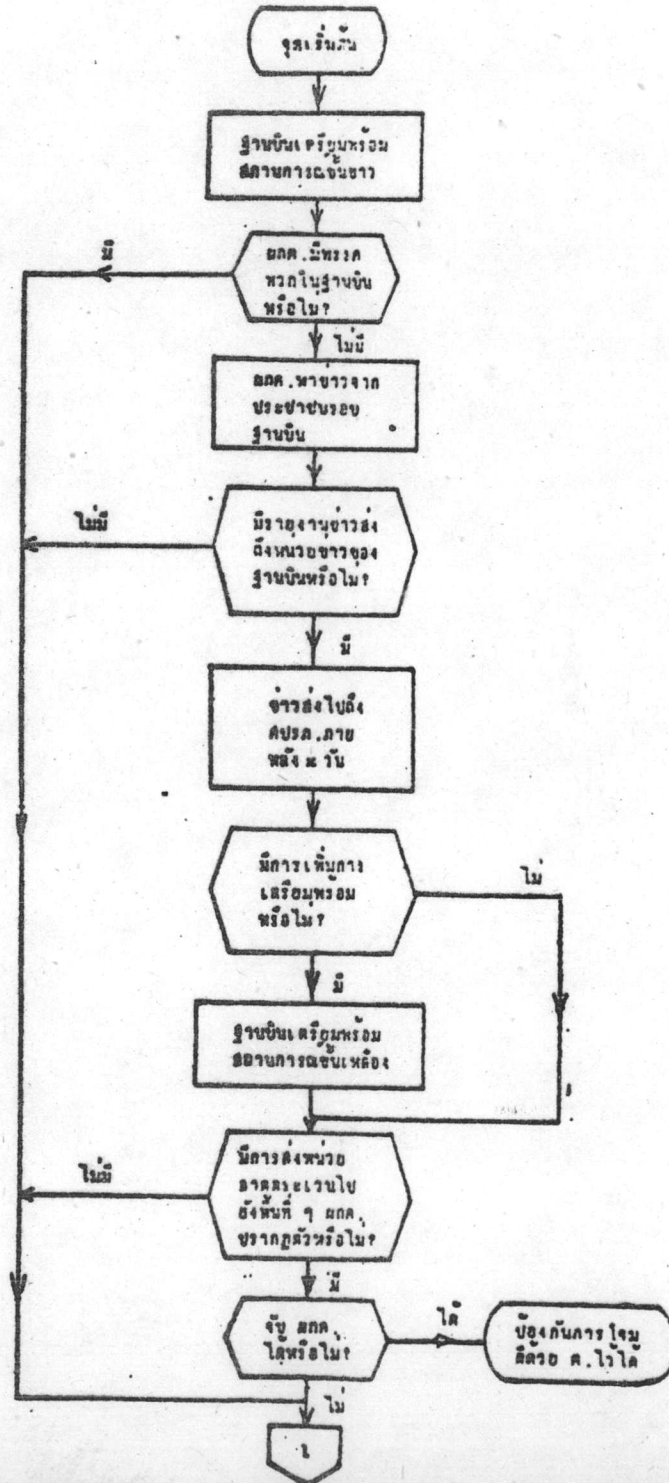 จุดเริ่มต้น
ฐานบินเตรียมพร้อม
สถานการณ์ขั้นขาว
มี
ผกค.มีพรรค
พวกในฐานบิน
หรือไม่?
ไม่มี
ผกค.หาข่าวจาก
ประชาชนรอบ
ฐานบิน
ไม่มี
มีรายงานข่าวส่ง
ถึงหน่วยข่าวของ
ฐานบินหรือไม่?
มี
ข่าวส่งไปถึง
ศปรภ.ภาย
หลัง ๒ วัน
มีการเพิ่มการ
เตรียมพร้อม
หรือไม่?
ไม่
มี
ฐานบินเตรียมพร้อม
สถานการณ์ขั้นเหลือง
ไม่มี
มีการส่งหน่วย
ลาดตระเวนไป
ยังพื้นที่ ๆ ผกค.
ปรากฏตัวหรือไม่?
มี
จับ ผกค.
ได้หรือไม่?
ได้
ป้องกันการโจม
ตีด้วย ค.ไว้ได้
ไม่